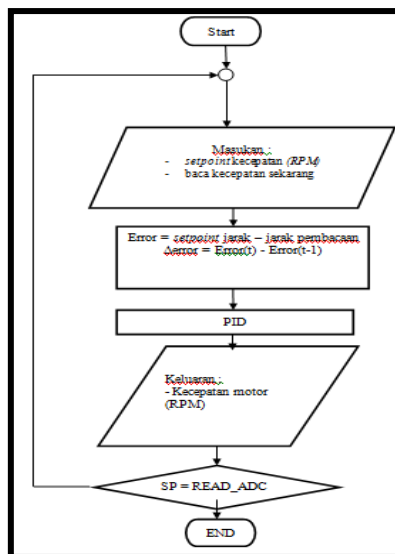 Start
Masukan :
- setpoint kecepatan (RPM)
- baca kecepatan sekarang
Error = setpoint jarak – jarak pembacaan
Δerror = Error(t) - Error(t-1)
PID
Keluaran :
- Kecepatan motor
(RPM)
SP = READ_ADC
END